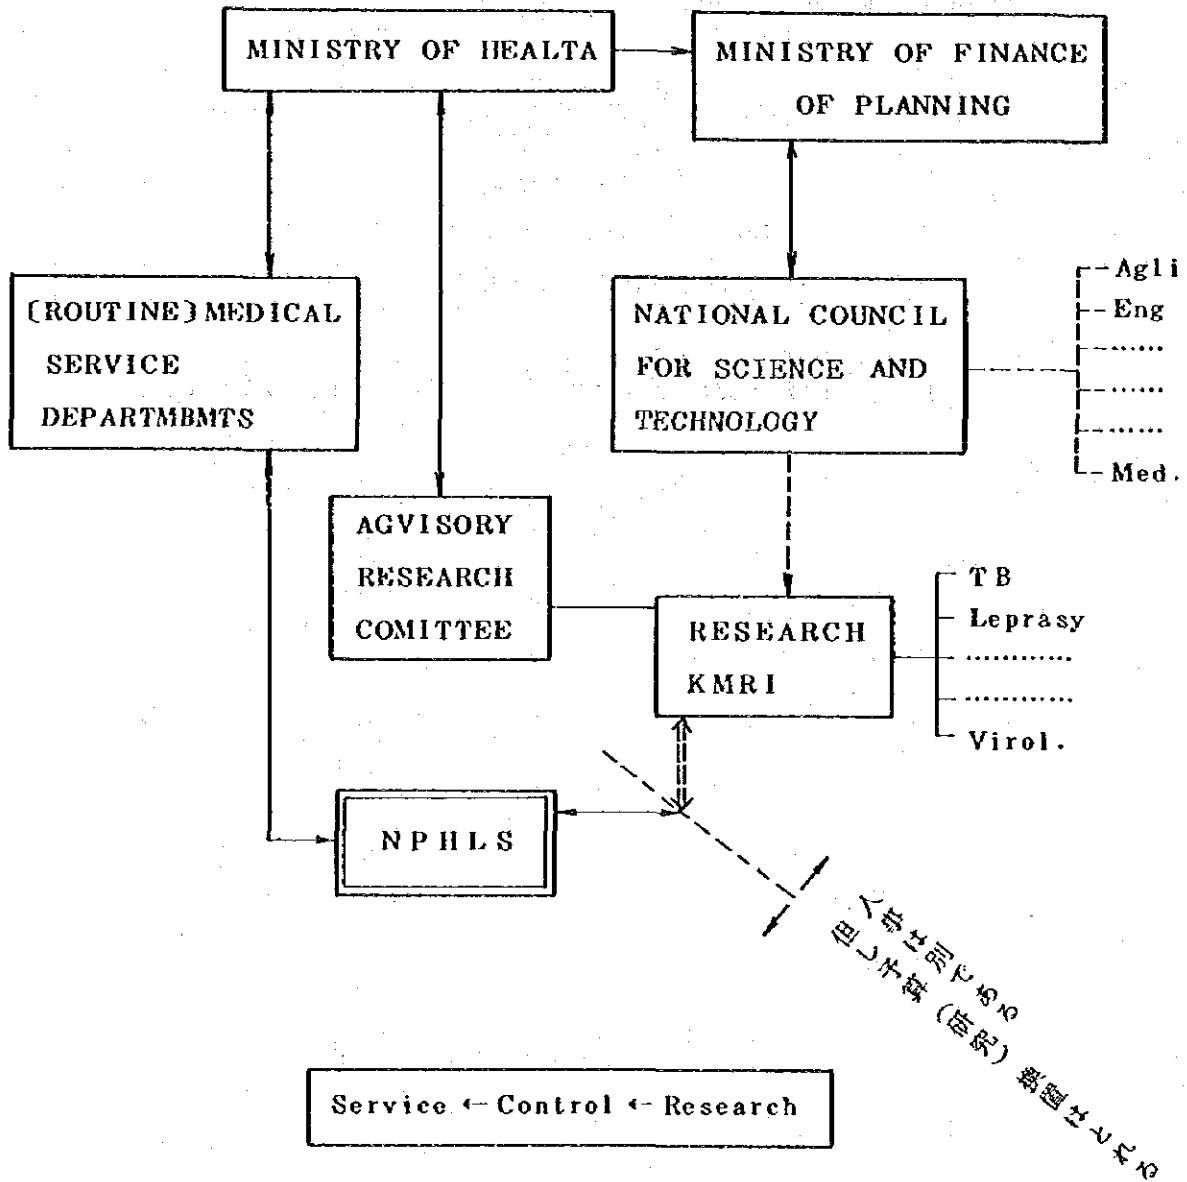 MINISTRY OF HEALTA
MINISTRY OF FINANCE
OF PLANNING
(ROUTINE) MEDICAL
SERVICE
DEPARTMBMTS
NATIONAL COUNCIL
FOR SCIENCE AND
TECHNOLOGY
Agli
Eng
......
......
......
Med.
AGVISORY
RESEARCH
COMITTEE
RESEARCH
KMRI
TB
Leprasy
............
............
Virol.
NPHLS
人事は別である
但し予算(研究)措置はとれる
Service ← Control ← Research